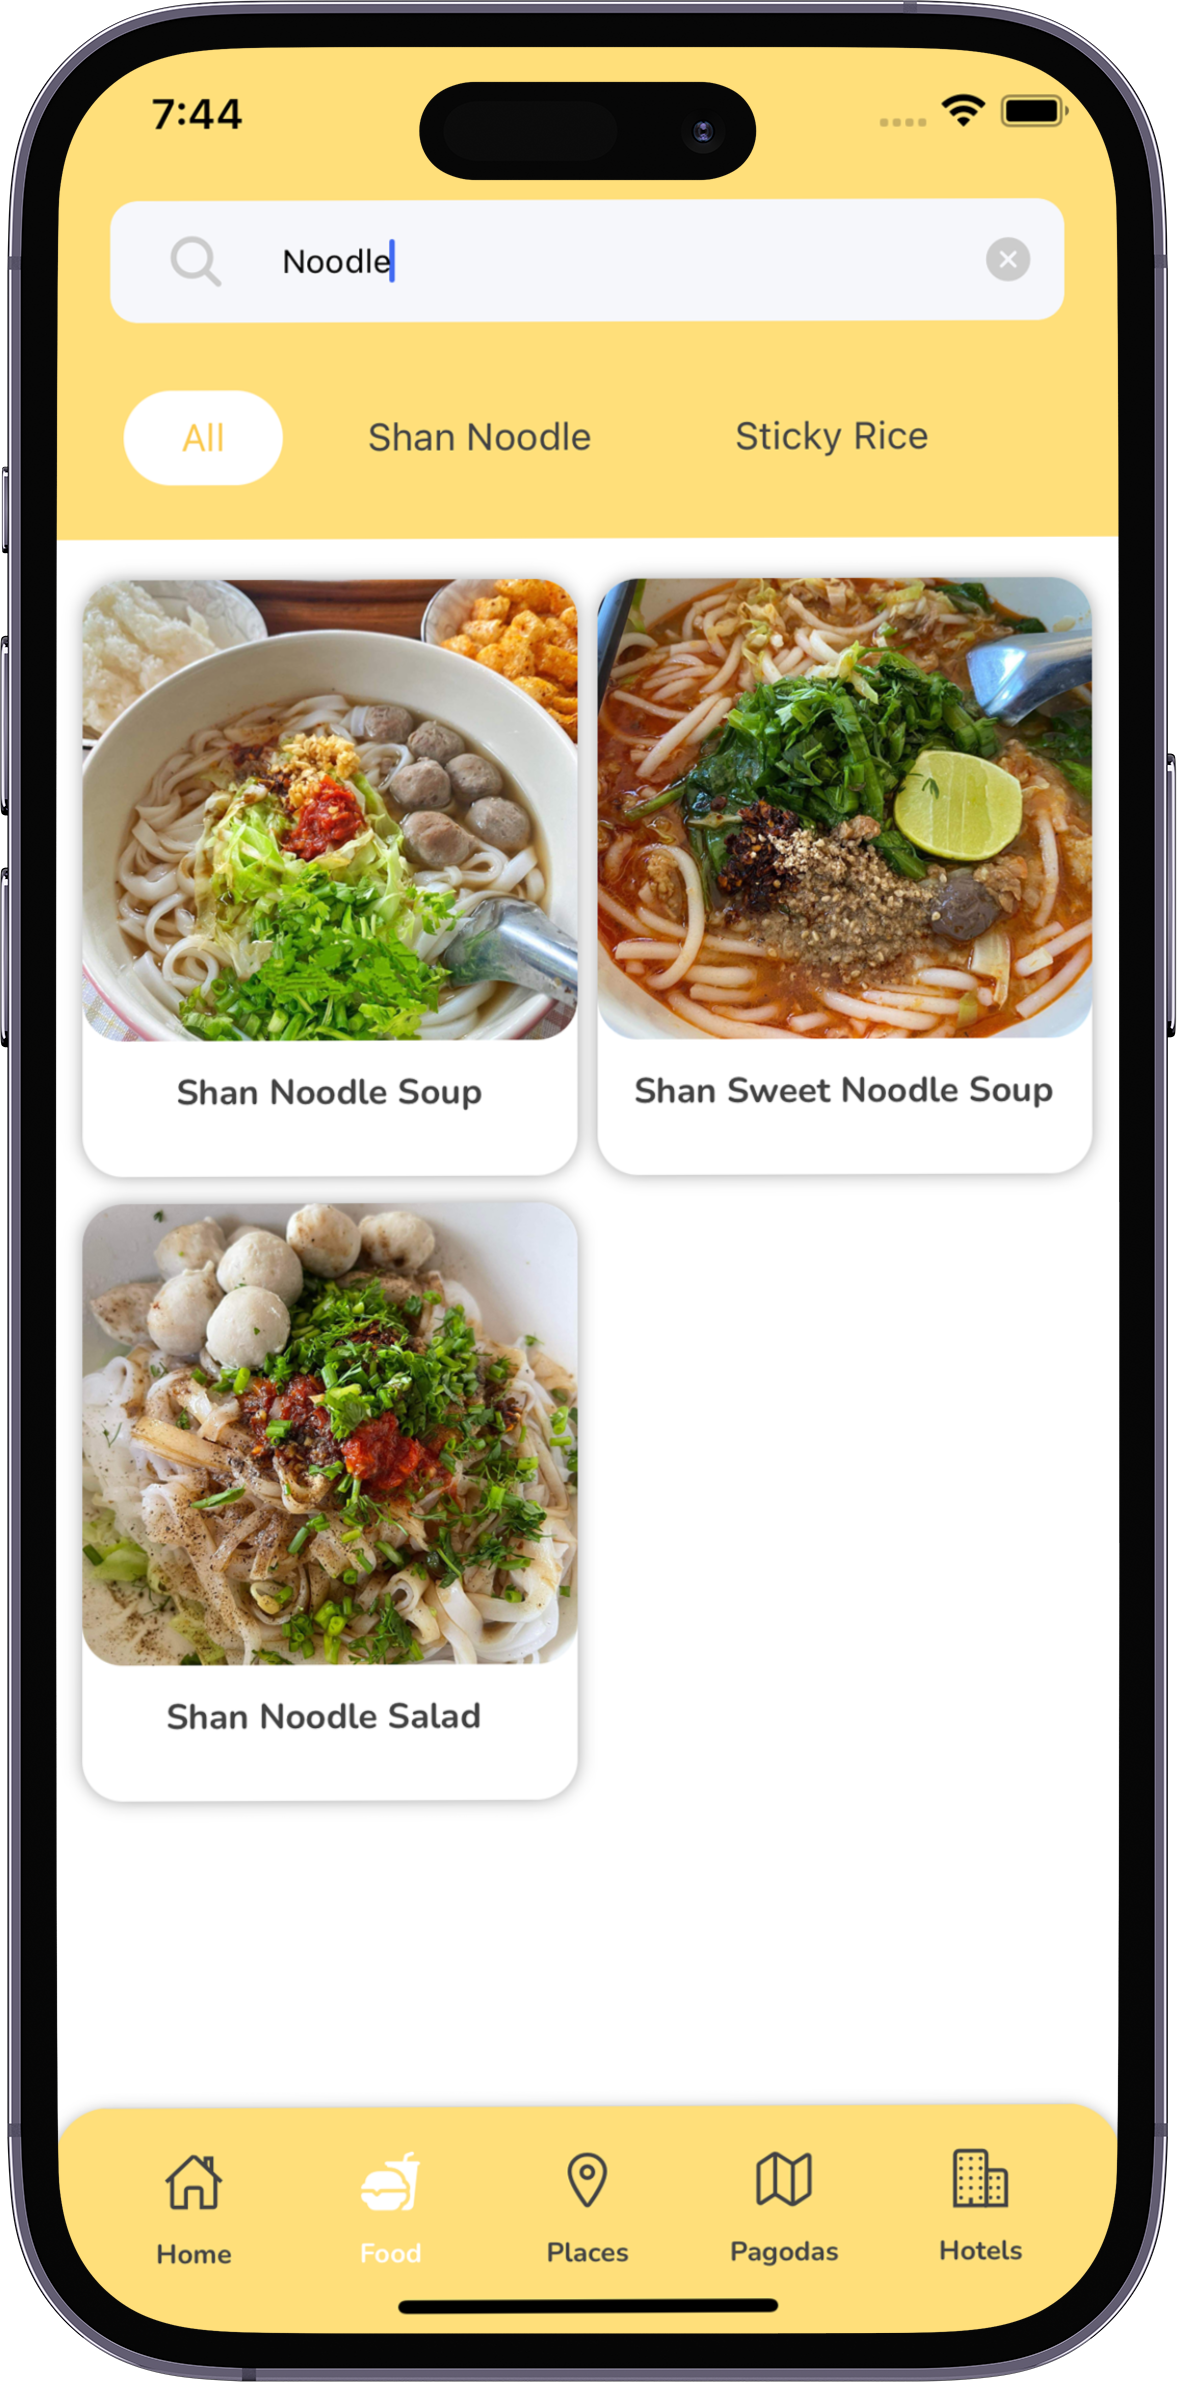 7:44
Noodle
All
Shan Noodle
Sticky Rice
Shan Noodle Soup
Shan Sweet Noodle Soup
Shan Noodle Salad
Home
Food
Places
Pagodas
Hotels